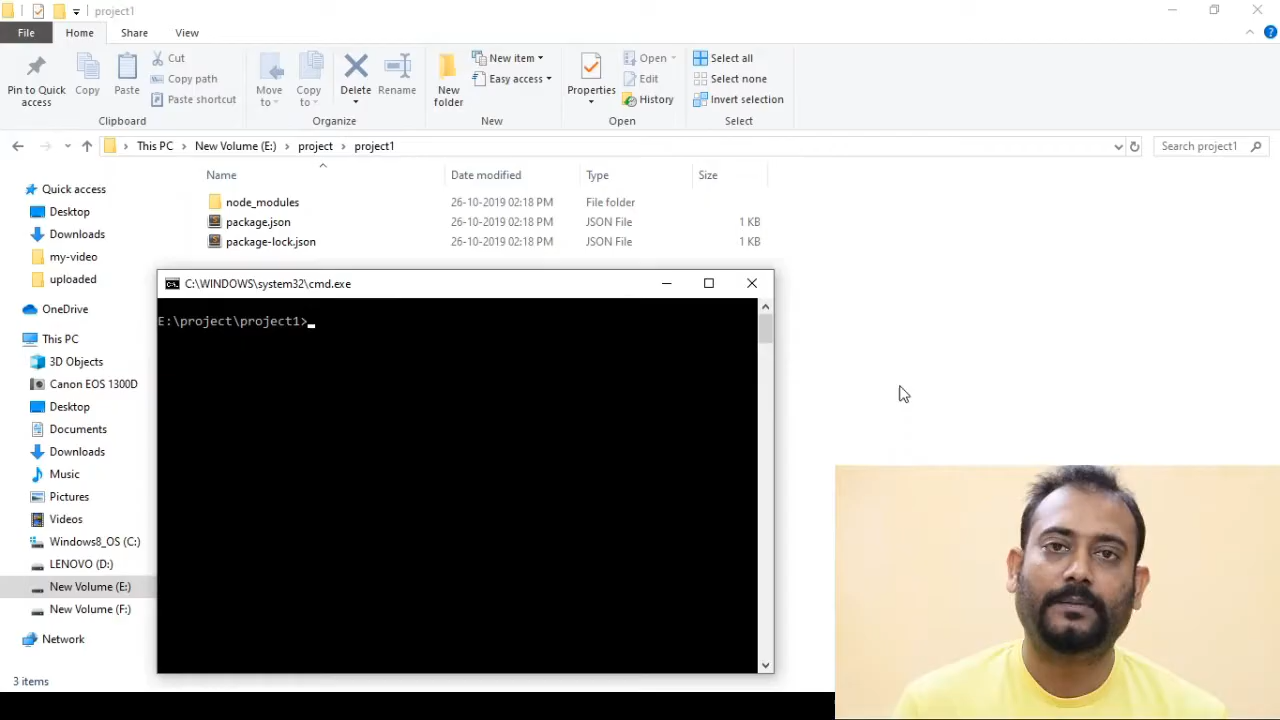 project1
File Home Share View
Pin to Quick access
Copy
Paste
Cut
Copy path
Paste shortcut
Move to
Copy to
Delete
Rename
New folder
New item
Easy access
Properties
Open
Edit
History
Select all
Select none
Invert selection
Clipboard Organize New Open Select
This PC New Volume (E:) project project1
Search project1
Name Date modified Type Size
node_modules 26-10-2019 02:18 PM File folder
package.json 26-10-2019 02:18 PM JSON File 1 KB
package-lock.json 26-10-2019 02:18 PM JSON File 1 KB
Quick access
Desktop
Downloads
my-video
uploaded
OneDrive
This PC
3D Objects
Canon EOS 1300D
Desktop
Documents
Downloads
Music
Pictures
Videos
Windows8_OS (C:)
LENOVO (D:)
New Volume (E:)
New Volume (F:)
Network
3 items
C:\WINDOWS\system32\cmd.exe
E:\project\project1>